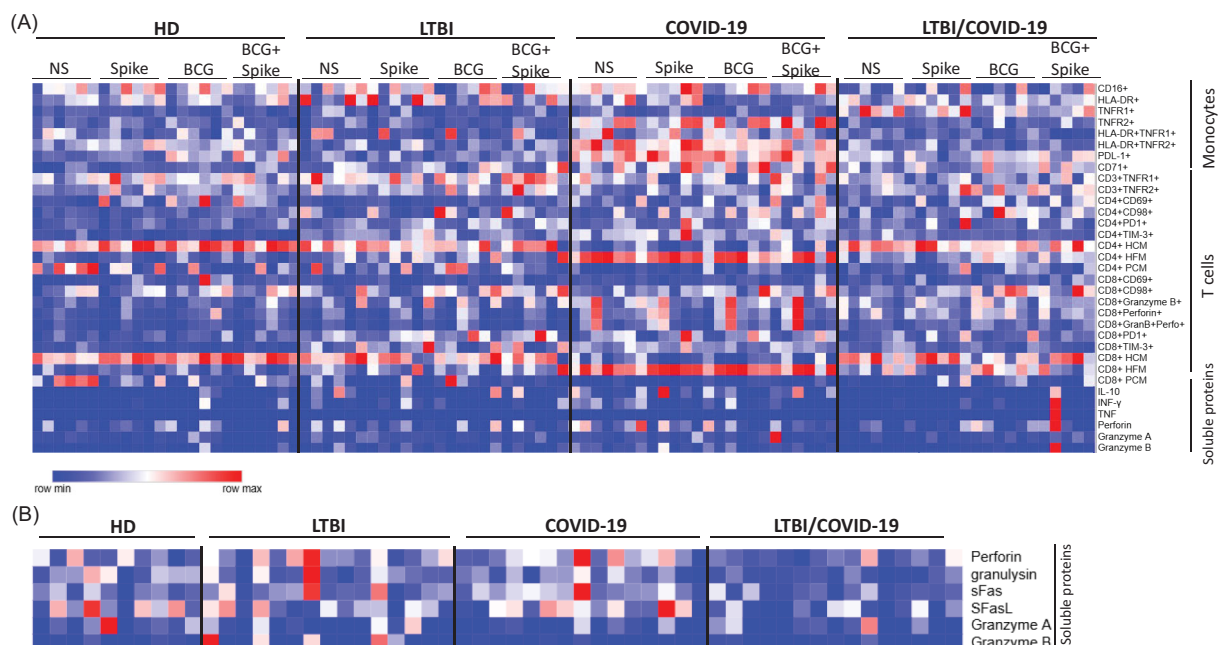 (A)
HD LTBI COVID-19 LTBI/COVID-19
NS Spike BCG BCG+ Spike NS Spike BCG BCG+ Spike NS Spike BCG BCG+ Spike NS Spike BCG BCG+ Spike
CD16+
HLA-DR+
TNFR1+
TNFR2+
HLA-DR+TNFR1+
HLA-DR+TNFR2+
PDL-1+
CD71+
Monocytes
CD3+TNFR1+
CD3+TNFR2+
CD4+CD69+
CD4+CD98+
CD4+PD1+
CD4+TIM-3+
CD4+ HCM
CD4+ HFM
CD4+ PCM
CD8+CD69+
CD8+CD98+
CD8+Granzyme B+
CD8+Perforin+
CD8+GranB+Perfo+
CD8+PD1+
CD8+TIM-3+
CD8+ HCM
CD8+ HFM
CD8+ PCM
T cells
IL-10
INF-γ
TNF
Perforin
Granzyme A
Granzyme B
Soluble proteins
row min row max
(B)
HD LTBI COVID-19 LTBI/COVID-19
Perforin
granulysin
sFas
SFasL
Granzyme A
Granzyme B
Soluble proteins